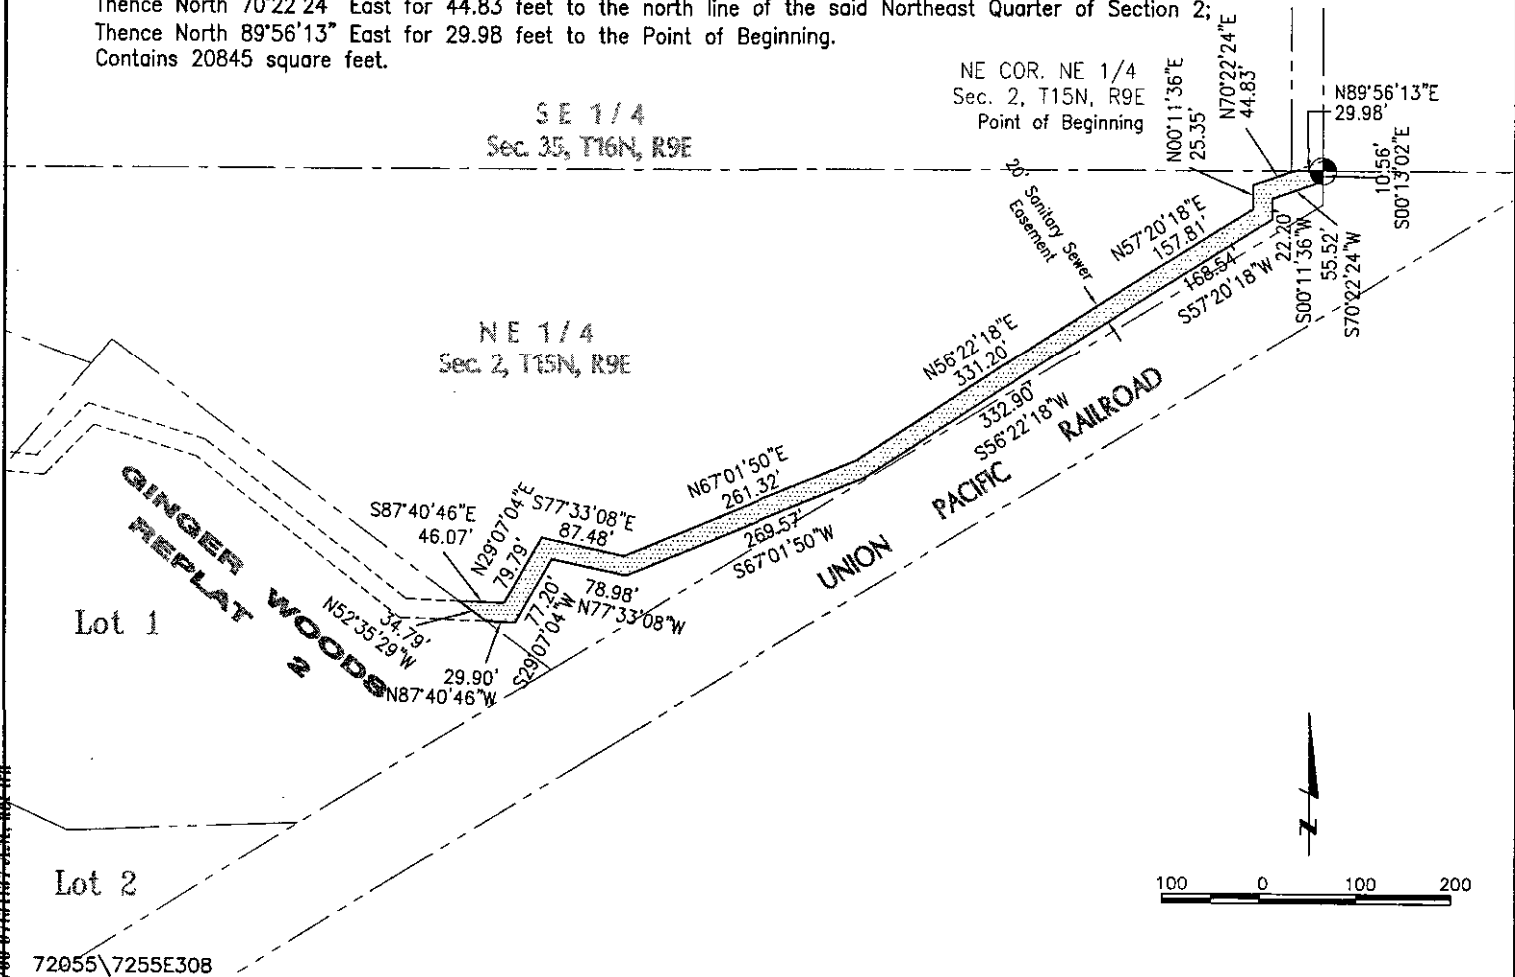 Thence North 70°22'24" East for 44.83 feet to the north line of the said Northeast Quarter of Section 2;
Thence North 89°56'13" East for 29.98 feet to the Point of Beginning.
Contains 20845 square feet.
NE COR. NE 1/4
Sec. 2, T15N, R9E
Point of Beginning
N00°11'36"E
25.35'
N70°22'24"E
44.83'
N89°56'13"E
29.98'
10.56'
S00°13'02"E
SE 1/4
Sec. 35, T16N, R9E
20' Sanitary Sewer
Easement
N57°20'18"E
157.81'
168.54'
S57°20'18"W
22.20'
S00°11'36"W
55.52'
S70°22'24"W
NE 1/4
Sec. 2, T15N, R9E
N56°22'18"E
331.20'
332.90'
S56°22'18"W
UNION PACIFIC RAILROAD
N67°01'50"E
261.32'
269.57'
S67°01'50"W
S87°40'46"E
46.07'
N29°07'04"E
79.79'
S77°33'08"E
87.48'
78.98'
N77°33'08"W
77.20'
S29°07'04"W
34.79'
N52°35'29"W
29.90'
N87°40'46"W
GINGER WOODS
REPLAT 2
Lot 1
Lot 2
N
100 0 100 200
72055\7255E308